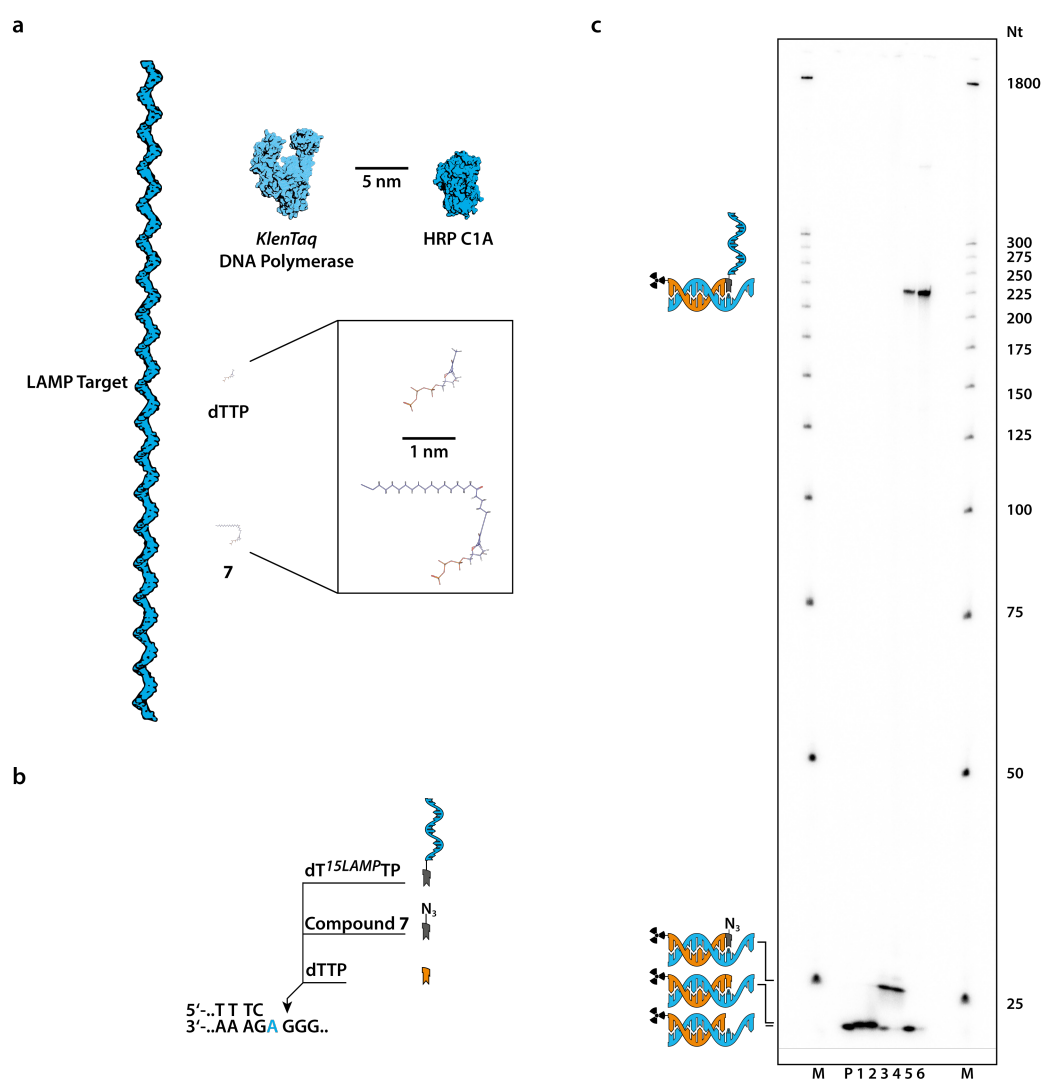 a
LAMP Target
KlenTaq
DNA Polymerase
5 nm
HRP C1A
dTTP
1 nm
7
b
dT15LAMPTP
N3
Compound 7
dTTP
5‘-..T T TC
3‘-..AA AGA GGG..
c
Nt
1800
300
275
250
225
200
175
150
125
100
75
50
25
N3
M P 1 2 3 4 5 6 M